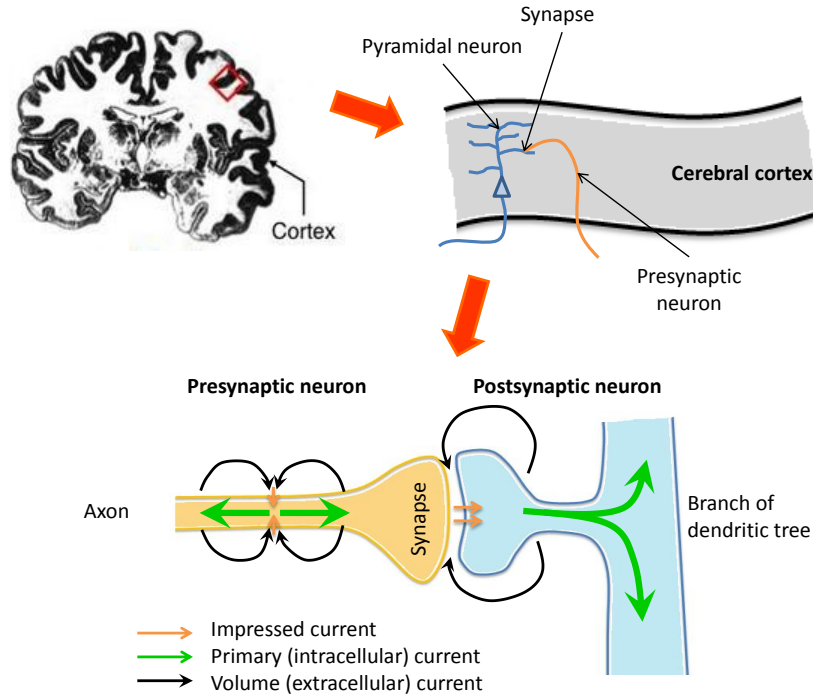 Synapse
Pyramidal neuron
Cortex
Cerebral cortex
Presynaptic
neuron
Presynaptic neuron
Postsynaptic neuron
Axon
Synapse
Branch of
dendritic tree
Impressed current
Primary (intracellular) current
Volume (extracellular) current